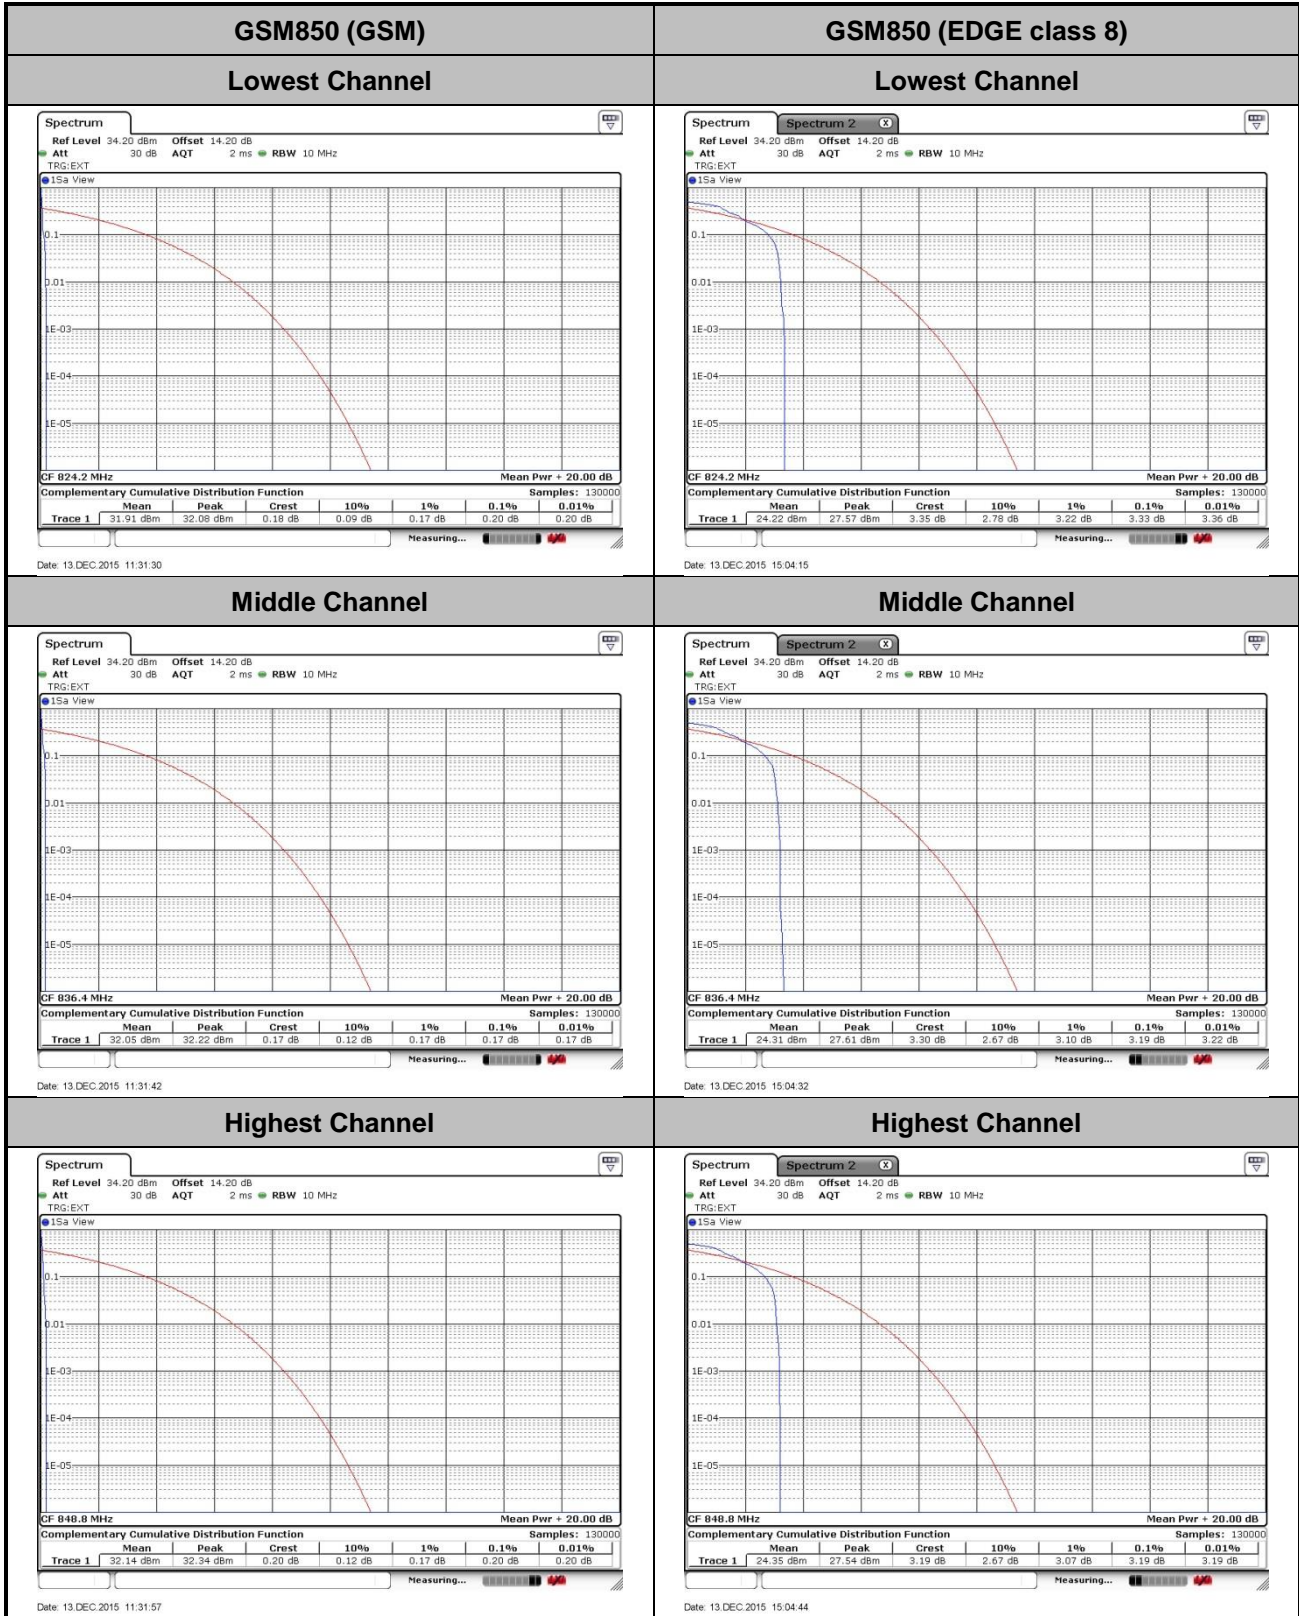 GSM850 (GSM) GSM850 (EDGE class 8)
Lowest Channel Lowest Channel
Spectrum
Ref Level 34.20 dBm Offset 14.20 dB
Att 30 dB AQT 2 ms RBW 10 MHz
TRG:EXT
1Sa View
0.1
0.01
1E-03
1E-04
1E-05
CF 824.2 MHz Mean Pwr + 20.00 dB
Complementary Cumulative Distribution Function Samples: 130000
Mean Peak Crest 10% 1% 0.1% 0.01%
Trace 1 31.91 dBm 32.08 dBm 0.18 dB 0.09 dB 0.17 dB 0.20 dB 0.20 dB
Measuring...
Date: 13.DEC.2015 11:31:30
Spectrum Spectrum 2 X
Ref Level 34.20 dBm Offset 14.20 dB
Att 30 dB AQT 2 ms RBW 10 MHz
TRG:EXT
1Sa View
0.1
0.01
1E-03
1E-04
1E-05
CF 824.2 MHz Mean Pwr + 20.00 dB
Complementary Cumulative Distribution Function Samples: 130000
Mean Peak Crest 10% 1% 0.1% 0.01%
Trace 1 24.22 dBm 27.57 dBm 3.35 dB 2.78 dB 3.22 dB 3.33 dB 3.36 dB
Measuring...
Date: 13.DEC.2015 15:04:15
Middle Channel Middle Channel
Spectrum
Ref Level 34.20 dBm Offset 14.20 dB
Att 30 dB AQT 2 ms RBW 10 MHz
TRG:EXT
1Sa View
0.1
0.01
1E-03
1E-04
1E-05
CF 836.4 MHz Mean Pwr + 20.00 dB
Complementary Cumulative Distribution Function Samples: 130000
Mean Peak Crest 10% 1% 0.1% 0.01%
Trace 1 32.05 dBm 32.22 dBm 0.17 dB 0.12 dB 0.17 dB 0.17 dB 0.17 dB
Measuring...
Date: 13.DEC.2015 11:31:42
Spectrum Spectrum 2 X
Ref Level 34.20 dBm Offset 14.20 dB
Att 30 dB AQT 2 ms RBW 10 MHz
TRG:EXT
1Sa View
0.1
0.01
1E-03
1E-04
1E-05
CF 836.4 MHz Mean Pwr + 20.00 dB
Complementary Cumulative Distribution Function Samples: 130000
Mean Peak Crest 10% 1% 0.1% 0.01%
Trace 1 24.31 dBm 27.61 dBm 3.30 dB 2.67 dB 3.10 dB 3.19 dB 3.22 dB
Measuring...
Date: 13.DEC.2015 15:04:32
Highest Channel Highest Channel
Spectrum
Ref Level 34.20 dBm Offset 14.20 dB
Att 30 dB AQT 2 ms RBW 10 MHz
TRG:EXT
1Sa View
0.1
0.01
1E-03
1E-04
1E-05
CF 848.8 MHz Mean Pwr + 20.00 dB
Complementary Cumulative Distribution Function Samples: 130000
Mean Peak Crest 10% 1% 0.1% 0.01%
Trace 1 32.14 dBm 32.34 dBm 0.20 dB 0.12 dB 0.17 dB 0.20 dB 0.20 dB
Measuring...
Date: 13.DEC.2015 11:31:57
Spectrum Spectrum 2 X
Ref Level 34.20 dBm Offset 14.20 dB
Att 30 dB AQT 2 ms RBW 10 MHz
TRG:EXT
1Sa View
0.1
0.01
1E-03
1E-04
1E-05
CF 848.8 MHz Mean Pwr + 20.00 dB
Complementary Cumulative Distribution Function Samples: 130000
Mean Peak Crest 10% 1% 0.1% 0.01%
Trace 1 24.35 dBm 27.54 dBm 3.19 dB 2.67 dB 3.07 dB 3.19 dB 3.19 dB
Measuring...
Date: 13.DEC.2015 15:04:44